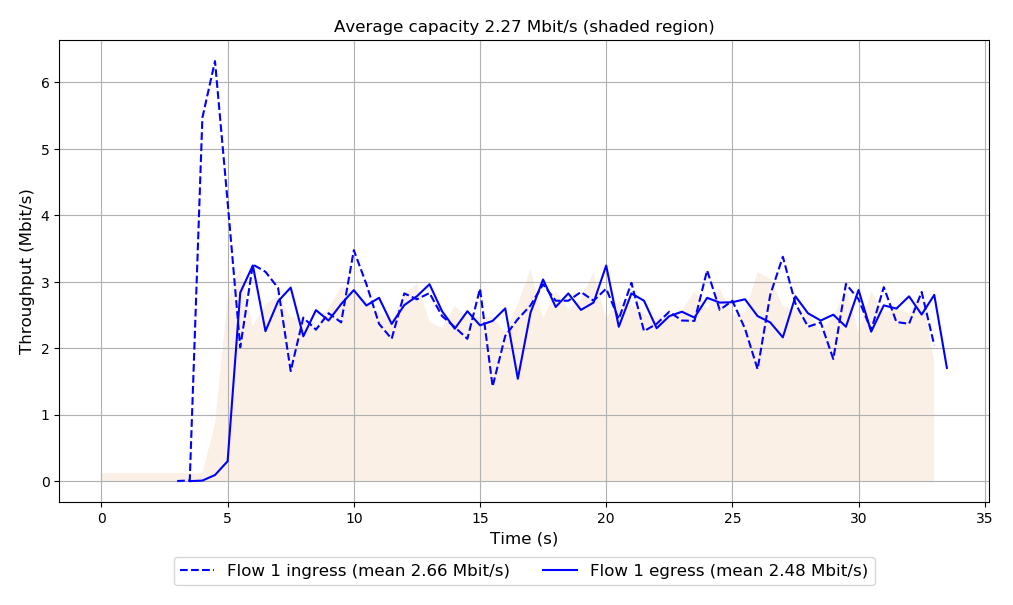 Average capacity 2.27 Mbit/s (shaded region)
6
5
4
3
2
1
0
Throughput (Mbit/s)
0 5 10 15 20 25 30 35
Time (s)
Flow 1 ingress (mean 2.66 Mbit/s) Flow 1 egress (mean 2.48 Mbit/s)